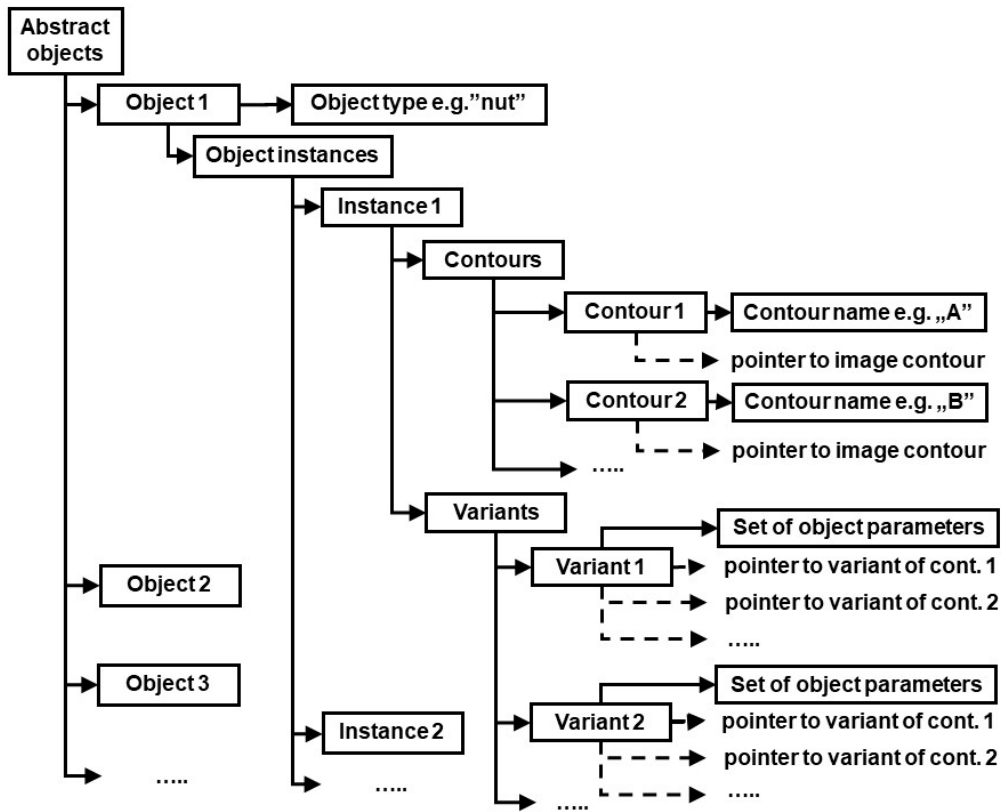 Abstract
objects
Object 1
Object type e.g.”nut”
Object instances
Instance 1
Contours
Contour 1
Contour name e.g. „A”
pointer to image contour
Contour 2
Contour name e.g. „B”
pointer to image contour
…..
Variants
Set of object parameters
Variant 1
pointer to variant of cont. 1
Object 2
pointer to variant of cont. 2
…..
Object 3
Set of object parameters
Variant 2
pointer to variant of cont. 1
Instance 2
pointer to variant of cont. 2
…..
…..
…..
…..